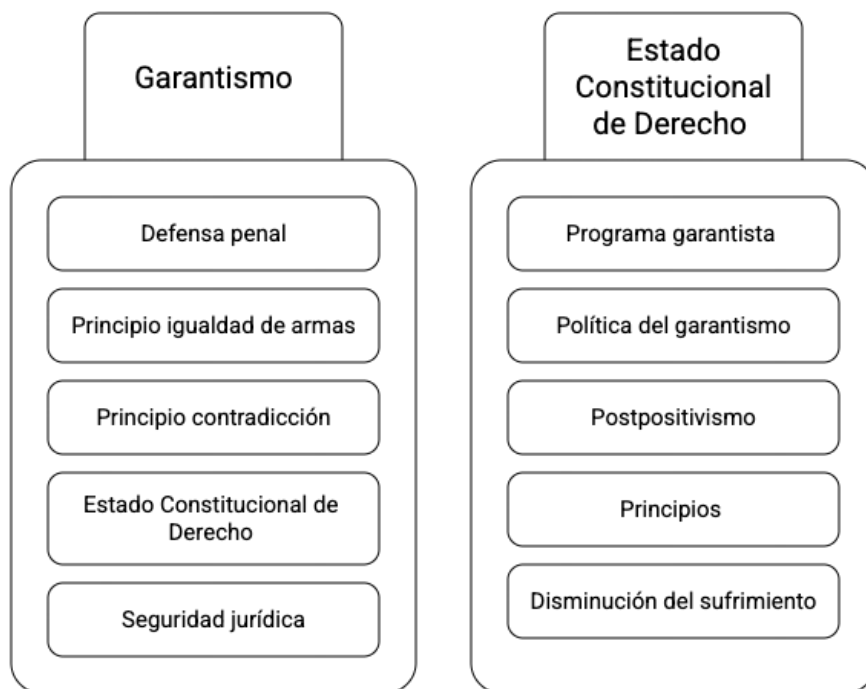 Garantismo
Defensa penal
Principio igualdad de armas
Principio contradicción
Estado Constitucional de
Derecho
Seguridad jurídica
Estado
Constitucional
de Derecho
Programa garantista
Política del garantismo
Postpositivismo
Principios
Disminución del sufrimiento